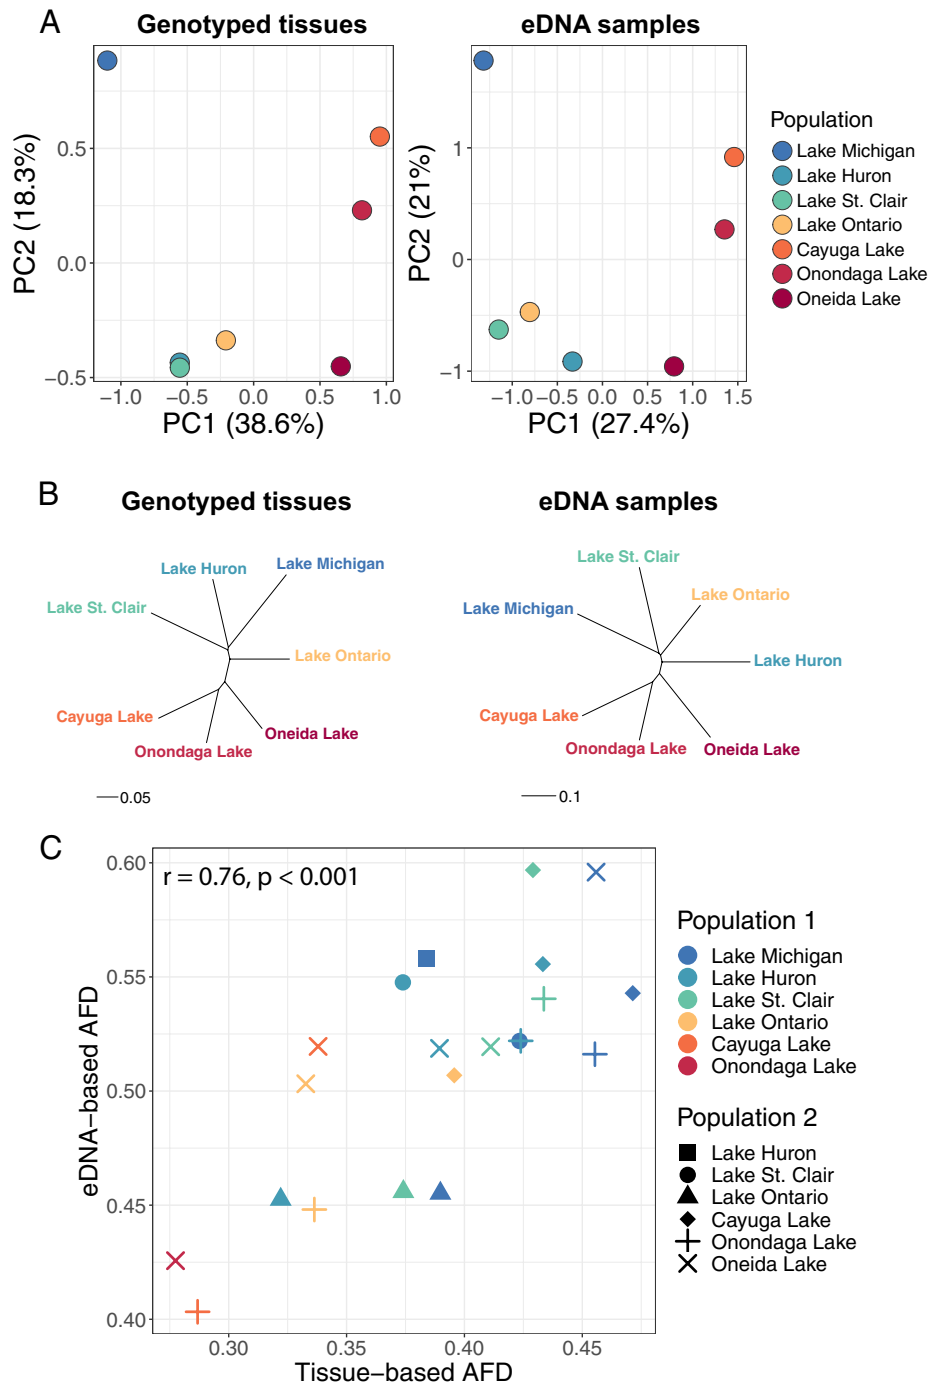 A
Genotyped tissues
eDNA samples
PC2 (18.3%)
0.5
0.0
−0.5
−1.0 −0.5 0.0 0.5 1.0
PC1 (38.6%)
PC2 (21%)
1
0
−1
−1.0 −0.5 0.0 0.5 1.0 1.5
PC1 (27.4%)
Population
Lake Michigan
Lake Huron
Lake St. Clair
Lake Ontario
Cayuga Lake
Onondaga Lake
Oneida Lake
B
Genotyped tissues
Lake Huron
Lake Michigan
Lake St. Clair
Lake Ontario
Cayuga Lake
Oneida Lake
Onondaga Lake
0.05
eDNA samples
Lake St. Clair
Lake Ontario
Lake Michigan
Lake Huron
Cayuga Lake
Onondaga Lake
Oneida Lake
0.1
C
r = 0.76, p < 0.001
eDNA−based AFD
0.60
0.55
0.50
0.45
0.40
0.30 0.35 0.40 0.45
Tissue−based AFD
Population 1
Lake Michigan
Lake Huron
Lake St. Clair
Lake Ontario
Cayuga Lake
Onondaga Lake
Population 2
Lake Huron
Lake St. Clair
Lake Ontario
Cayuga Lake
Onondaga Lake
Oneida Lake